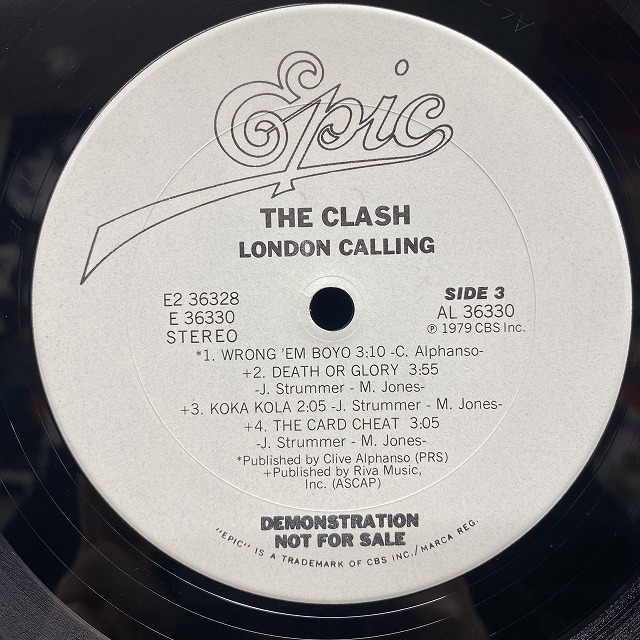 Epic
THE CLASH
LONDON CALLING
E2 36328
E 36330
STEREO
SIDE 3
AL 36330
℗ 1979 CBS Inc.
*1. WRONG 'EM BOYO 3:10 -C. Alphanso-
+2. DEATH OR GLORY 3:55
-J. Strummer - M. Jones-
+3. KOKA KOLA 2:05 -J. Strummer - M. Jones-
+4. THE CARD CHEAT 3:05
-J. Strummer - M. Jones-
*Published by Clive Alphanso (PRS)
+Published by Riva Music,
Inc. (ASCAP)
DEMONSTRATION
NOT FOR SALE
"EPIC" IS A TRADEMARK OF CBS INC./MARCA REG.